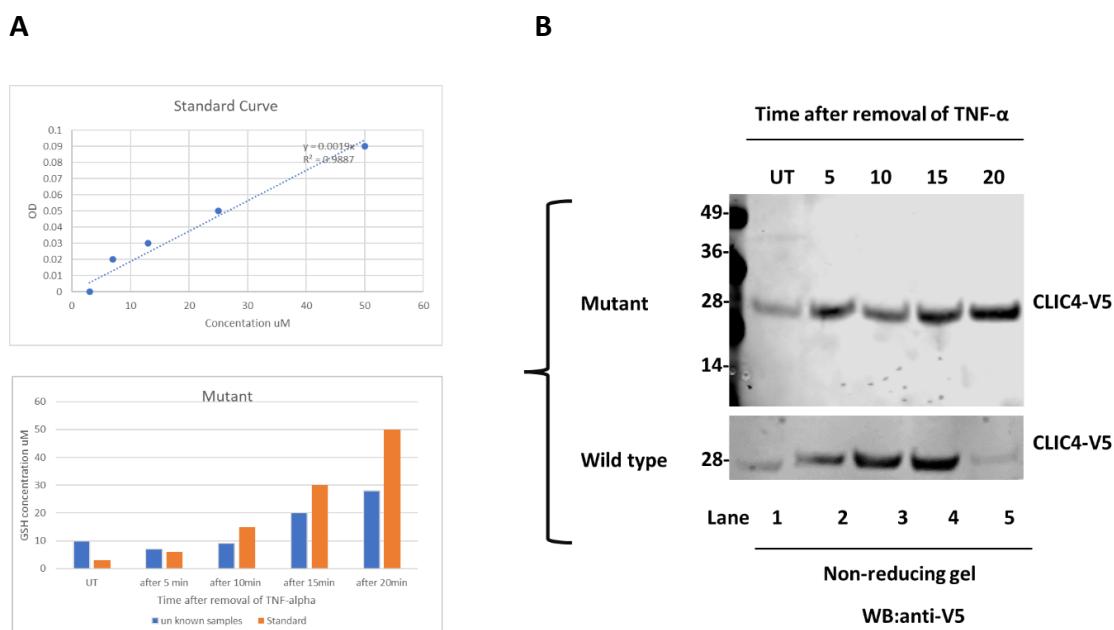 A
Standard Curve
0.1
0.09
0.08
0.07
0.06
0.05
0.04
0.03
0.02
0.01
0
OD
y = 0.0019x
R² = 0.9887
0 10 20 30 40 50 60
Concentation uM
Mutant
60
50
40
30
20
10
0
GSH concentration uM
UT after 5 min after 10min after 15min after 20min
Time after removal of TNF-alpha
un known samples Standard
B
Time after removal of TNF-α
UT 5 10 15 20
49-
36-
28-
14-
Mutant
CLIC4-V5
Wild type
28-
CLIC4-V5
Lane 1 2 3 4 5
Non-reducing gel
WB:anti-V5